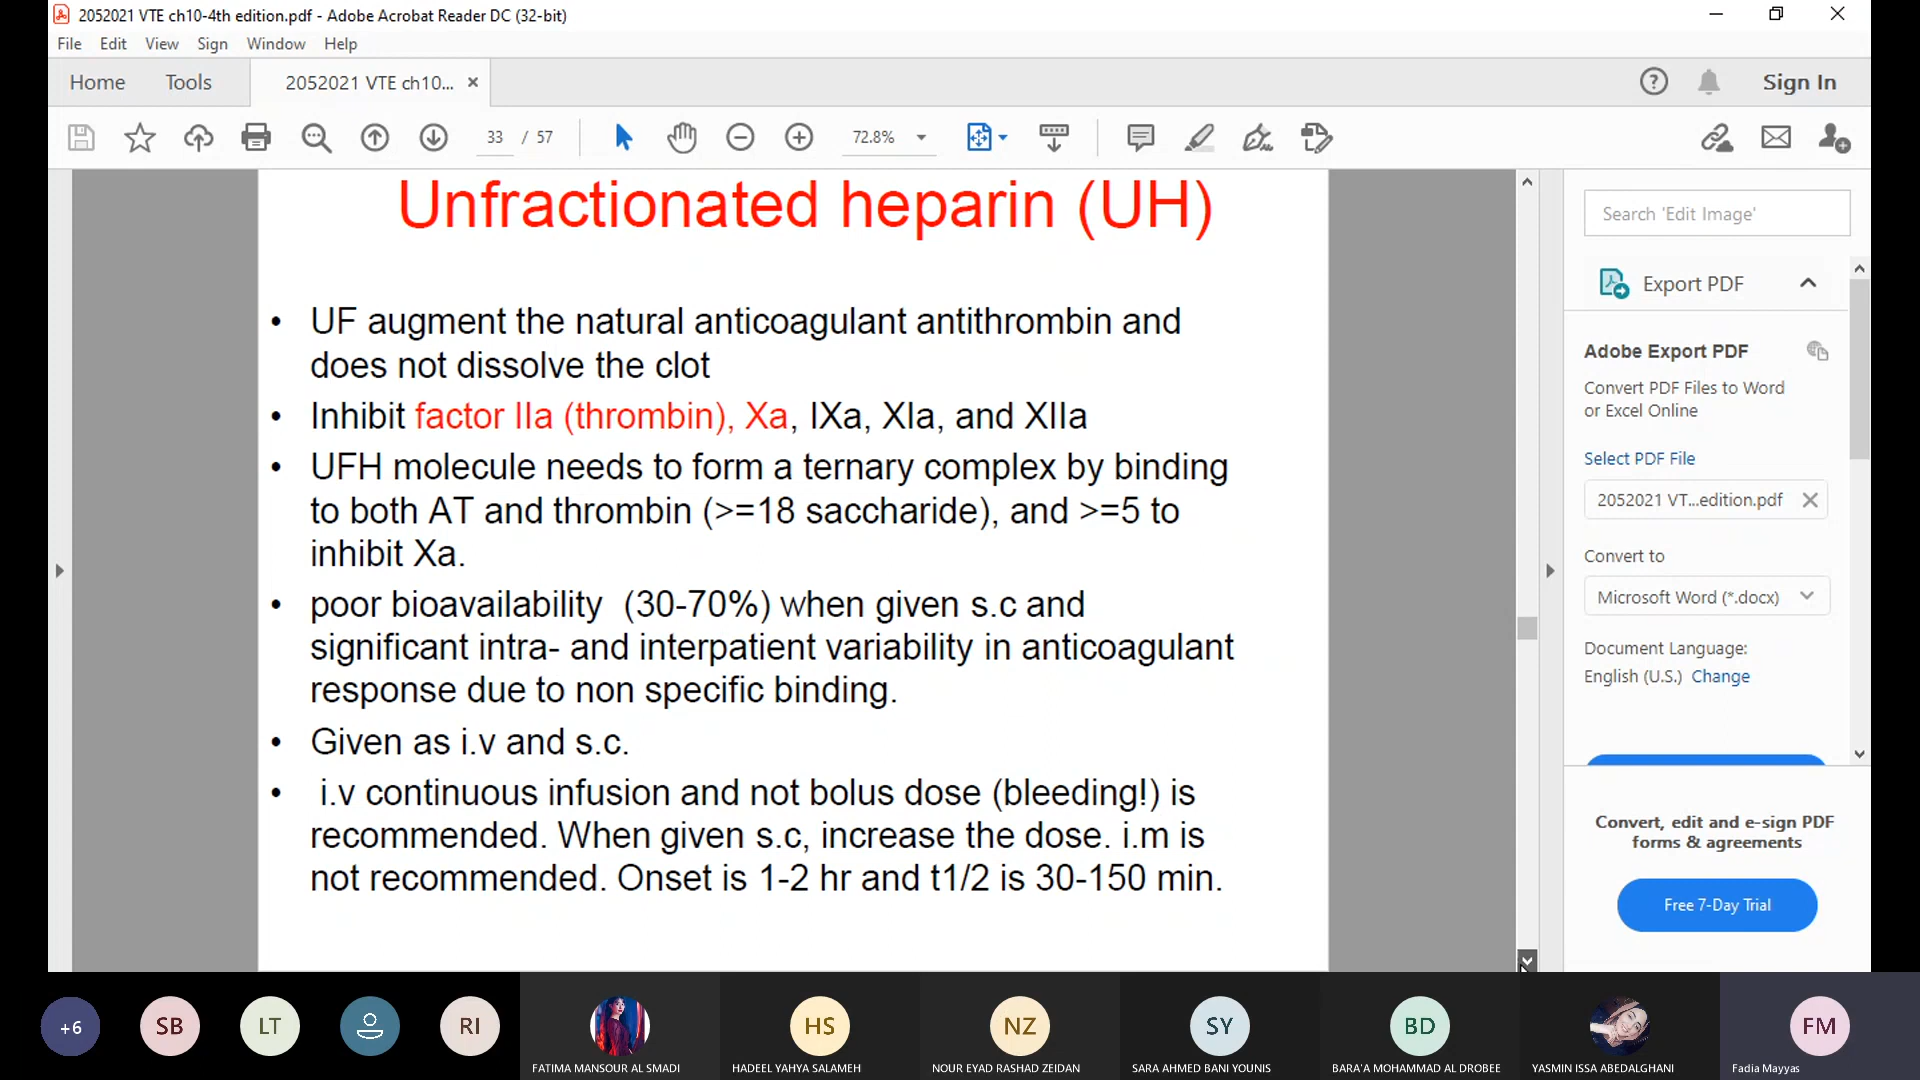 2052021 VTE ch10-4th edition.pdf - Adobe Acrobat Reader DC (32-bit)
File Edit View Sign Window Help
Home Tools 2052021 VTE ch10... × Sign In
33 / 57 72.8%
Unfractionated heparin (UH)
• UF augment the natural anticoagulant antithrombin and
does not dissolve the clot
• Inhibit factor IIa (thrombin), Xa, IXa, XIa, and XIIa
• UFH molecule needs to form a ternary complex by binding
to both AT and thrombin (>=18 saccharide), and >=5 to
inhibit Xa.
• poor bioavailability (30-70%) when given s.c and
significant intra- and interpatient variability in anticoagulant
response due to non specific binding.
• Given as i.v and s.c.
• i.v continuous infusion and not bolus dose (bleeding!) is
recommended. When given s.c, increase the dose. i.m is
not recommended. Onset is 1-2 hr and t1/2 is 30-150 min.
Search 'Edit Image'
Export PDF
Adobe Export PDF
Convert PDF Files to Word
or Excel Online
Select PDF File
2052021 VT...edition.pdf
Convert to
Microsoft Word (*.docx)
Document Language:
English (U.S.) Change
Convert, edit and e-sign PDF
forms & agreements
Free 7-Day Trial
+6 SB LT RI HS NZ SY BD FM
FATIMA MANSOUR AL SMADI HADEEL YAHYA SALAMEH NOUR EYAD RASHAD ZEIDAN SARA AHMED BANI YOUNIS BARA'A MOHAMMAD AL DROBEE YASMIN ISSA ABEDALGHANI Fadia Mayyas